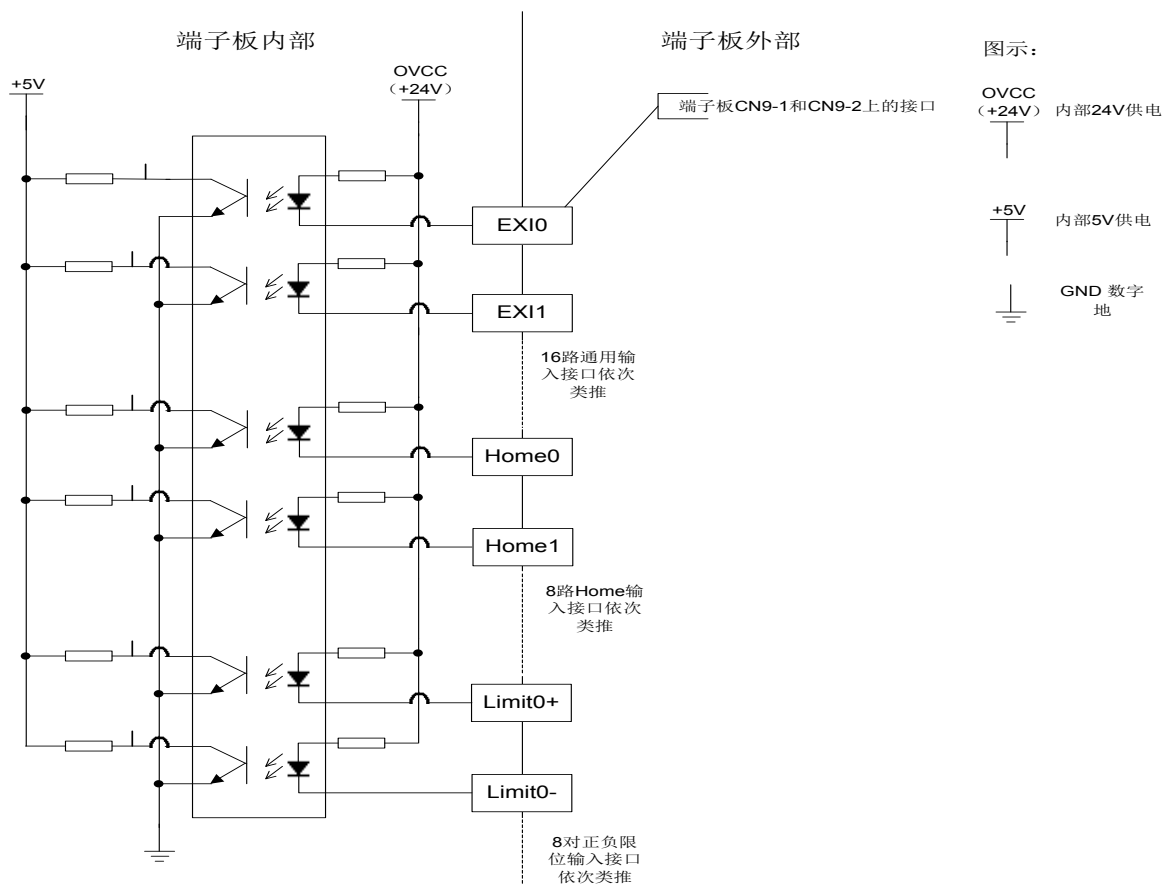 端子板内部
端子板外部
图示：
+5V
OVCC
（+24V）
端子板CN9-1和CN9-2上的接口
OVCC
（+24V）
内部24V供电
EXI0
+5V
内部5V供电
EXI1
GND 数字
地
16路通用输
入接口依次
类推
Home0
Home1
8路Home输
入接口依次
类推
Limit0+
Limit0-
8对正负限
位输入接口
依次类推